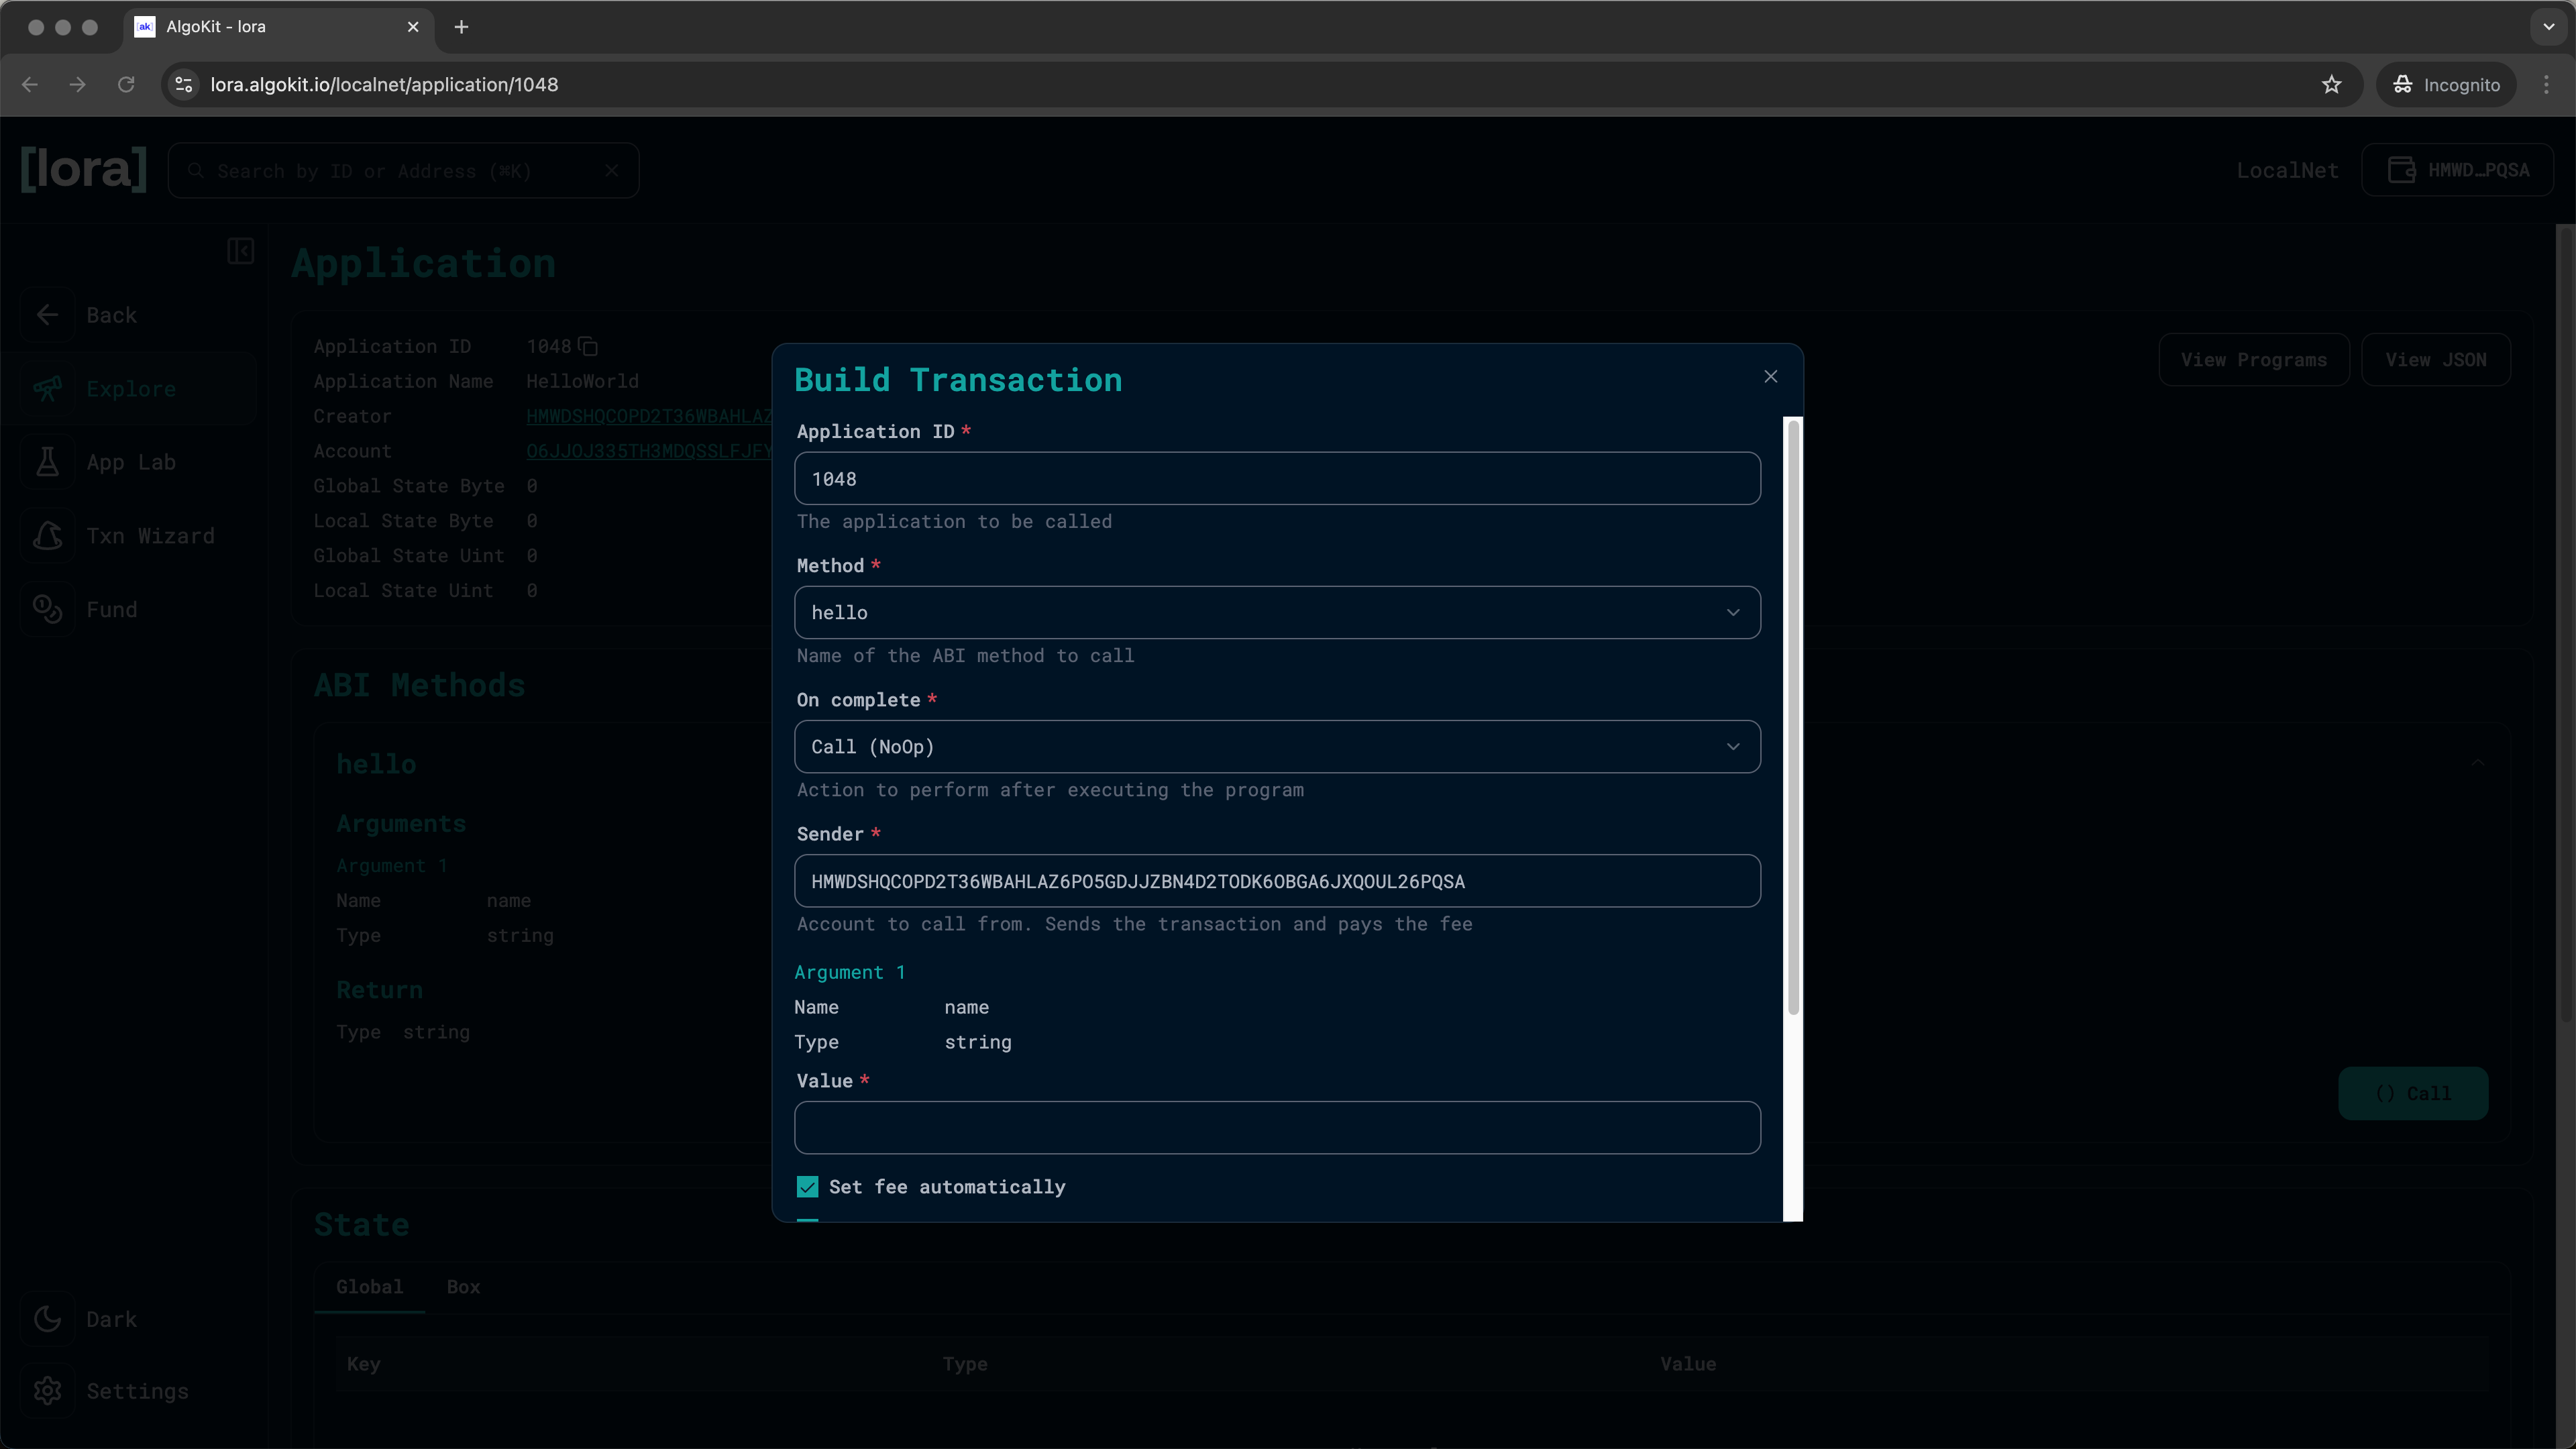 AlgoKit - lora
lora.algokit.io/localnet/application/1048
Incognito
[lora]
Search by ID or Address (⌘K)
LocalNet
HMWD…PQSA
Back
Explore
App Lab
Txn Wizard
Fund
Dark
Settings
Application
Application ID 1048
Application Name HelloWorld
Creator HMWDSHQCOPD2T36WBAHLAZ
Account O6JJOJ335TH3MDQSSLFJFY
Global State Byte 0
Local State Byte 0
Global State Uint 0
Local State Uint 0
View Programs
View JSON
ABI Methods
hello
Arguments
Argument 1
Name name
Type string
Return
Type string
() Call
State
Global Box
Key Type Value
Build Transaction
Application ID *
1048
The application to be called
Method *
hello
Name of the ABI method to call
On complete *
Call (NoOp)
Action to perform after executing the program
Sender *
HMWDSHQCOPD2T36WBAHLAZ6PO5GDJJZBN4D2TODK6OBGA6JXQOUL26PQSA
Account to call from. Sends the transaction and pays the fee
Argument 1
Name name
Type string
Value *
Set fee automatically